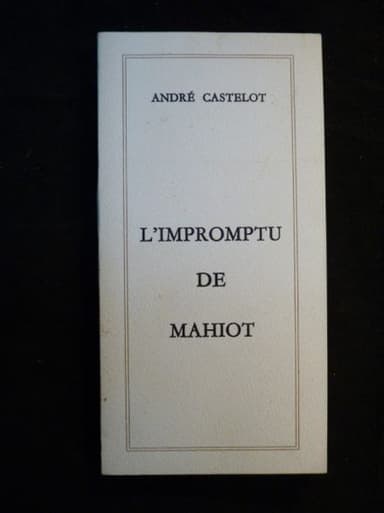 ANDRÉ CASTELOT
L'IMPROMPTU
DE
MAHIOT